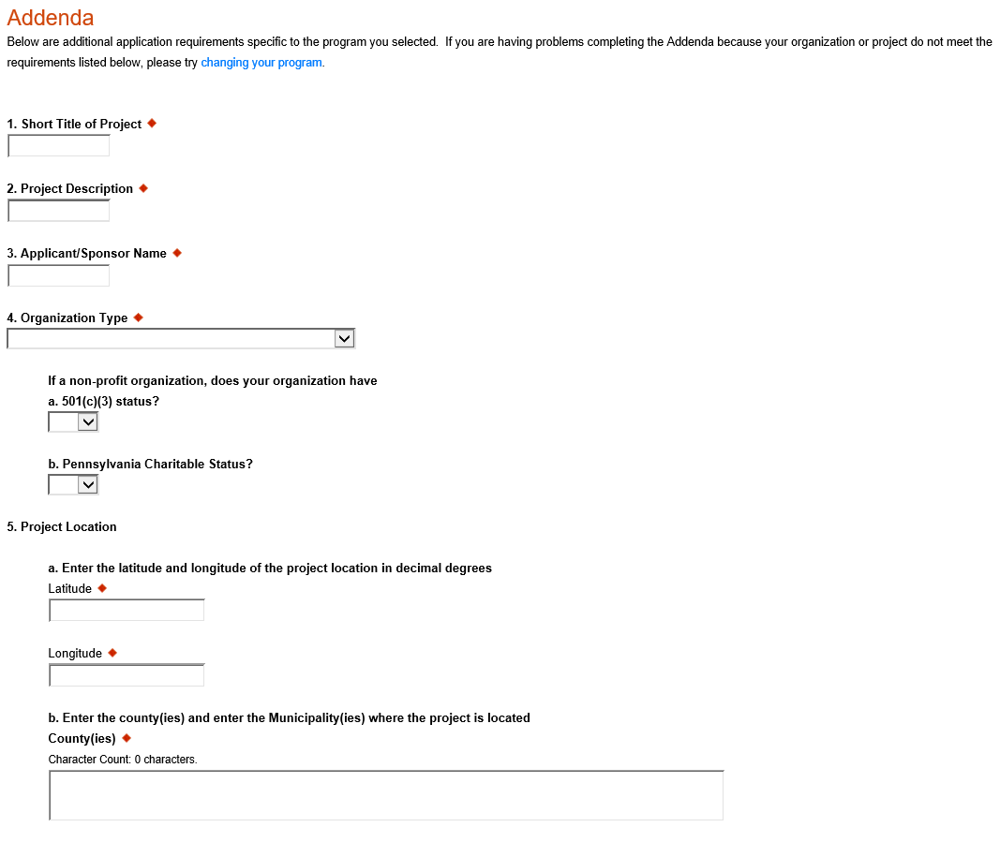 Addenda
Below are additional application requirements specific to the program you selected.  If you are having problems completing the Addenda because your organization or project do not meet the
requirements listed below, please try changing your program.
1. Short Title of Project
2. Project Description
3. Applicant/Sponsor Name
4. Organization Type
If a non-profit organization, does your organization have
a. 501(c)(3) status?
b. Pennsylvania Charitable Status?
5. Project Location
a. Enter the latitude and longitude of the project location in decimal degrees
Latitude
Longitude
b. Enter the county(ies) and enter the Municipality(ies) where the project is located
County(ies)
Character Count: 0 characters.